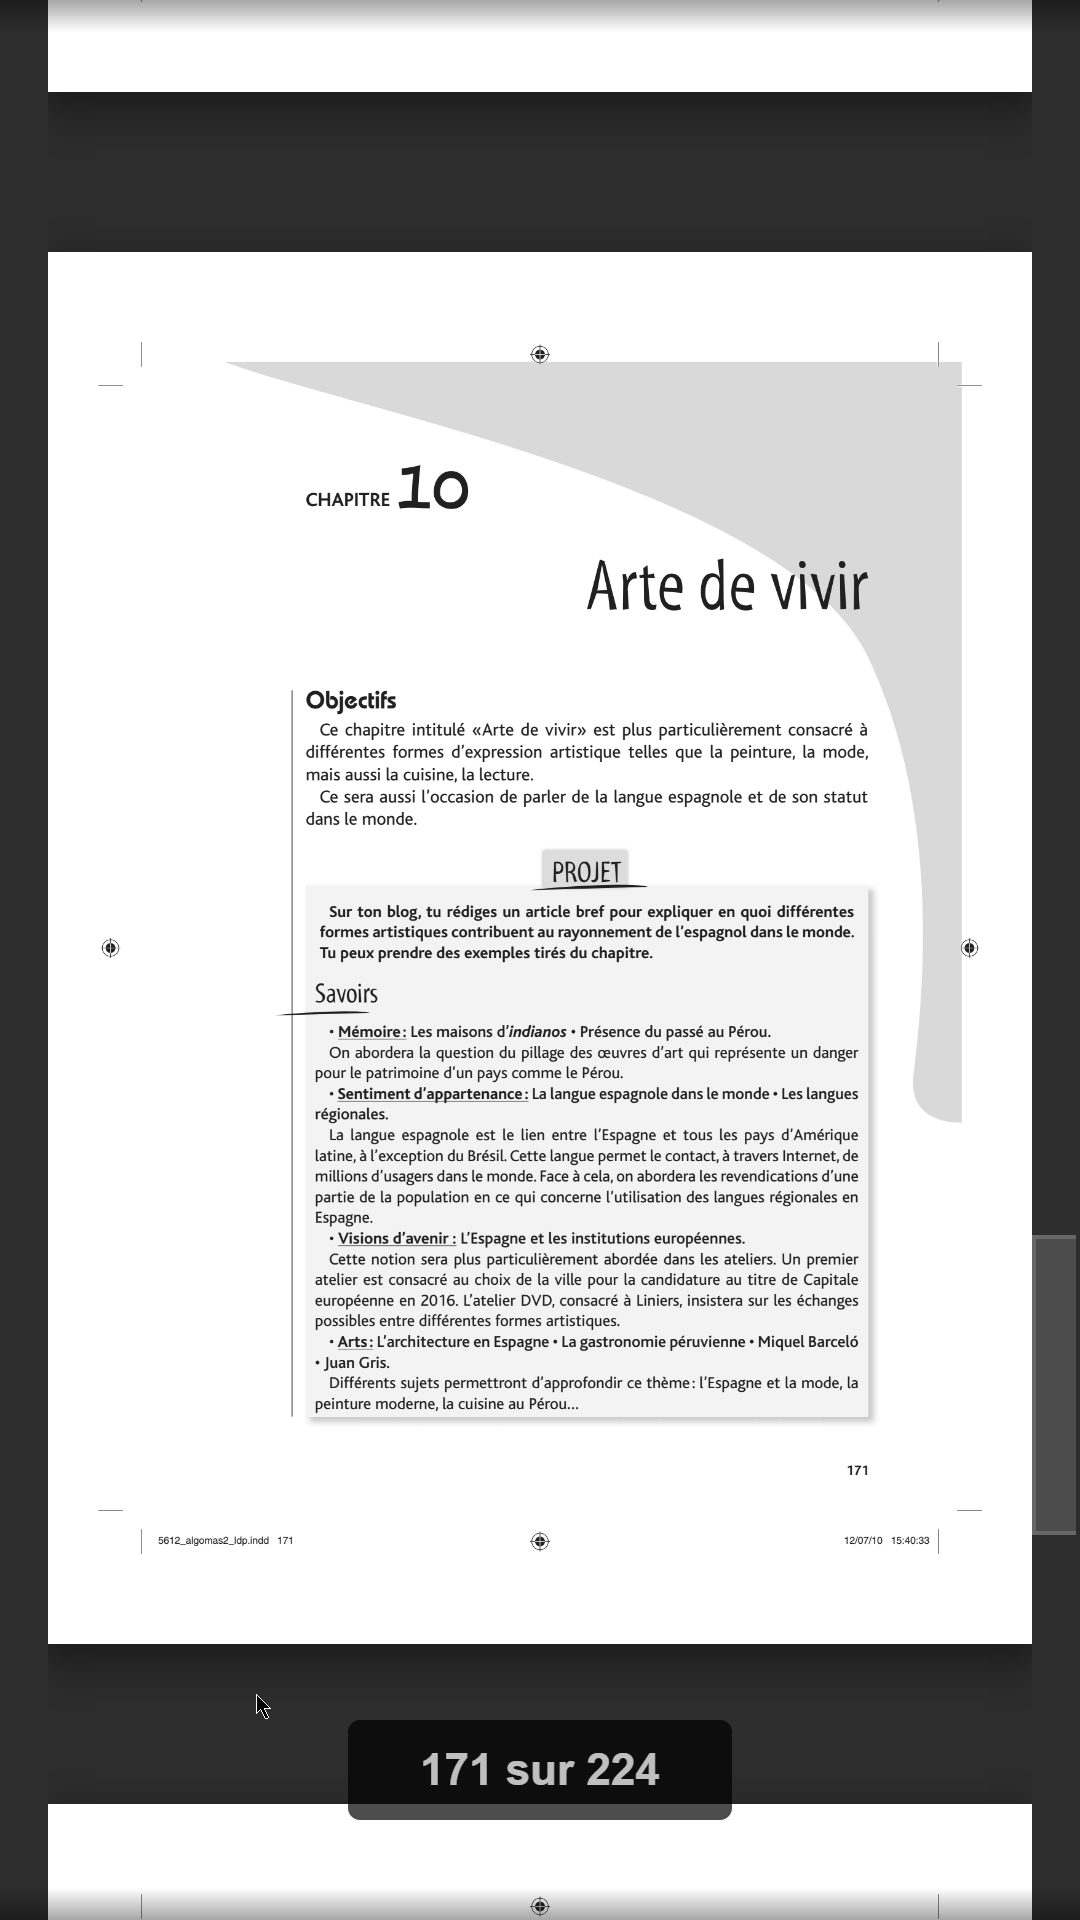 CHAPITRE 10
Arte de vivir
Objectifs
Ce chapitre intitulé «Arte de vivir» est plus particulièrement consacré à
différentes formes d’expression artistique telles que la peinture, la mode,
mais aussi la cuisine, la lecture.
Ce sera aussi l’occasion de parler de la langue espagnole et de son statut
dans le monde.
PROJET
Sur ton blog, tu rédiges un article bref pour expliquer en quoi différentes
formes artistiques contribuent au rayonnement de l’espagnol dans le monde.
Tu peux prendre des exemples tirés du chapitre.
Savoirs
• Mémoire : Les maisons d’indianos • Présence du passé au Pérou.
On abordera la question du pillage des œuvres d’art qui représente un danger
pour le patrimoine d’un pays comme le Pérou.
• Sentiment d’appartenance : La langue espagnole dans le monde • Les langues
régionales.
La langue espagnole est le lien entre l’Espagne et tous les pays d’Amérique
latine, à l’exception du Brésil. Cette langue permet le contact, à travers Internet, de
millions d’usagers dans le monde. Face à cela, on abordera les revendications d’une
partie de la population en ce qui concerne l’utilisation des langues régionales en
Espagne.
• Visions d’avenir : L’Espagne et les institutions européennes.
Cette notion sera plus particulièrement abordée dans les ateliers. Un premier
atelier est consacré au choix de la ville pour la candidature au titre de Capitale
européenne en 2016. L’atelier DVD, consacré à Liniers, insistera sur les échanges
possibles entre différentes formes artistiques.
• Arts : L’architecture en Espagne • La gastronomie péruvienne • Miquel Barceló
• Juan Gris.
Différents sujets permettront d’approfondir ce thème : l’Espagne et la mode, la
peinture moderne, la cuisine au Pérou...
171
5612_algomas2_ldp.indd 171
12/07/10 15:40:33
171 sur 224